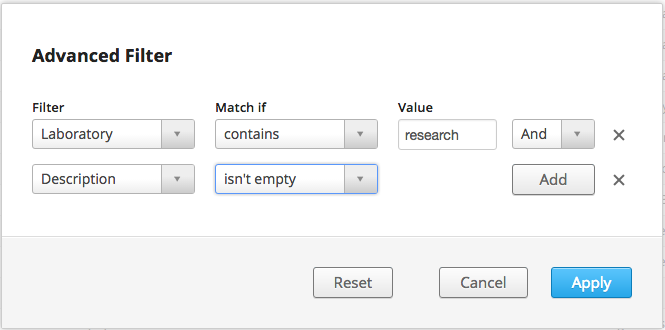 Advanced Filter
Filter Match if Value
Laboratory contains research And
Description isn't empty Add
Reset Cancel Apply